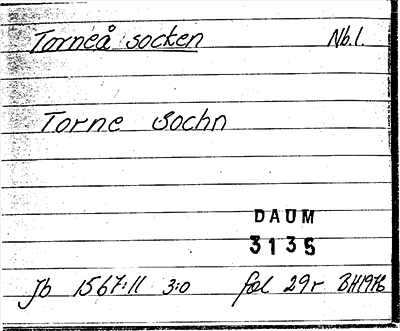 Torneå socken Nb.l.
Torne Sochn
DAUM
3135
Jb 1567:11 3:0 fol 29r BH1976